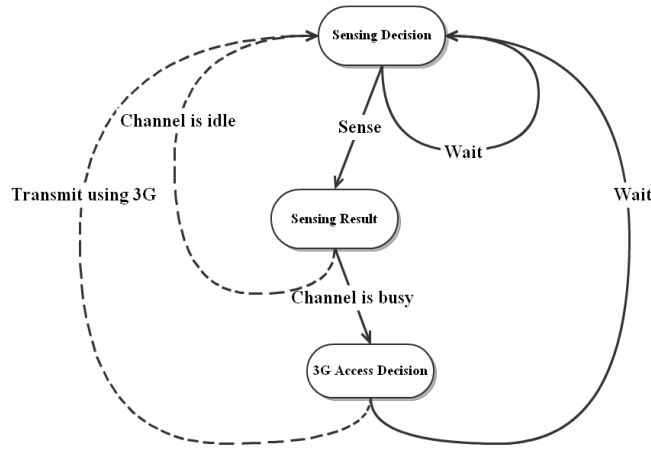 Sensing Decision
Channel is idle
Sense
Wait
Transmit using 3G
Wait
Sensing Result
Channel is busy
3G Access Decision